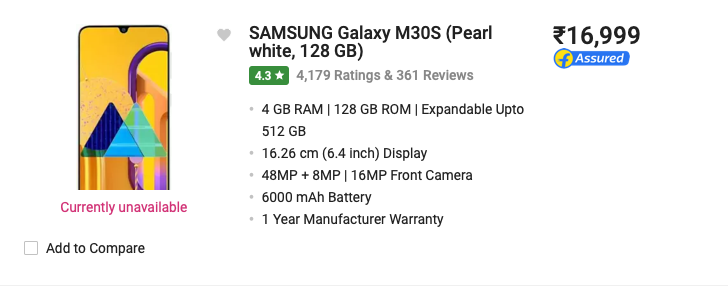 SAMSUNG Galaxy M30S (Pearl
white, 128 GB)
4.3 ★ 4,179 Ratings & 361 Reviews
4 GB RAM | 128 GB ROM | Expandable Upto
512 GB
16.26 cm (6.4 inch) Display
48MP + 8MP | 16MP Front Camera
6000 mAh Battery
1 Year Manufacturer Warranty
₹16,999
f Assured
Currently unavailable
Add to Compare